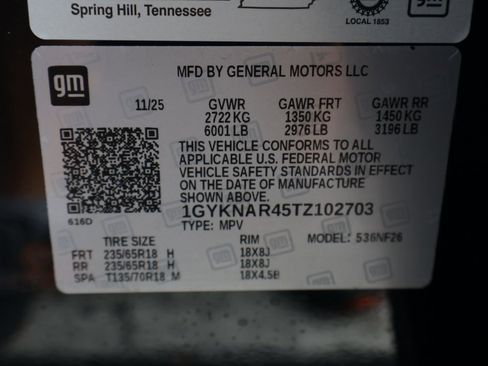 Spring Hill, Tennessee
LOCAL 1853
gm
gm
MFD BY GENERAL MOTORS LLC
11/25 GVWR GAWR FRT GAWR RR
2722 KG 1350 KG 1450 KG
6001 LB 2976 LB 3196 LB
THIS VEHICLE CONFORMS TO ALL
APPLICABLE U.S. FEDERAL MOTOR
VEHICLE SAFETY STANDARDS IN EFFECT
ON THE DATE OF MANUFACTURE
SHOWN ABOVE.
616D
1GYKNAR45TZ102703
TYPE: MPV
TIRE SIZE RIM MODEL: 536NF26
FRT 235/65R18 H 18X8J
RR 235/65R18 H 18X8J
SPA T135/70R18 M 18X4.5B